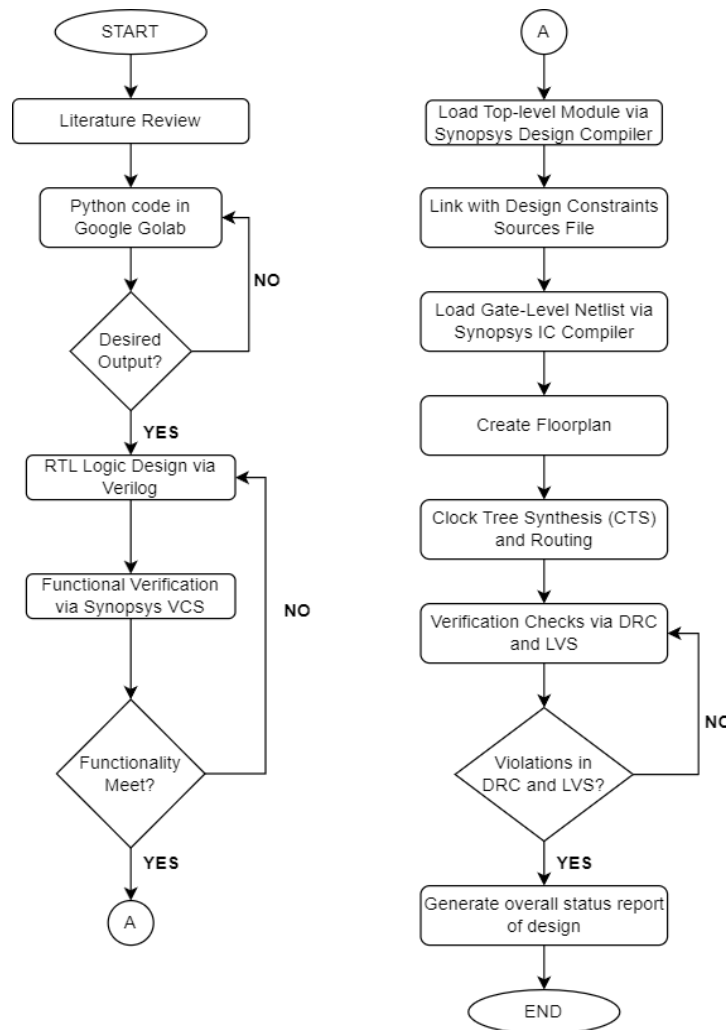 START
Literature Review
Python code in
Google Golab
NO
Desired
Output?
YES
RTL Logic Design via
Verilog
Functional Verification
via Synopsys VCS
NO
Functionality
Meet?
YES
A
A
Load Top-level Module via
Synopsys Design Compiler
Link with Design Constraints
Sources File
Load Gate-Level Netlist via
Synopsys IC Compiler
Create Floorplan
Clock Tree Synthesis (CTS)
and Routing
Verification Checks via DRC
and LVS
NO
Violations in
DRC and LVS?
YES
Generate overall status report
of design
END